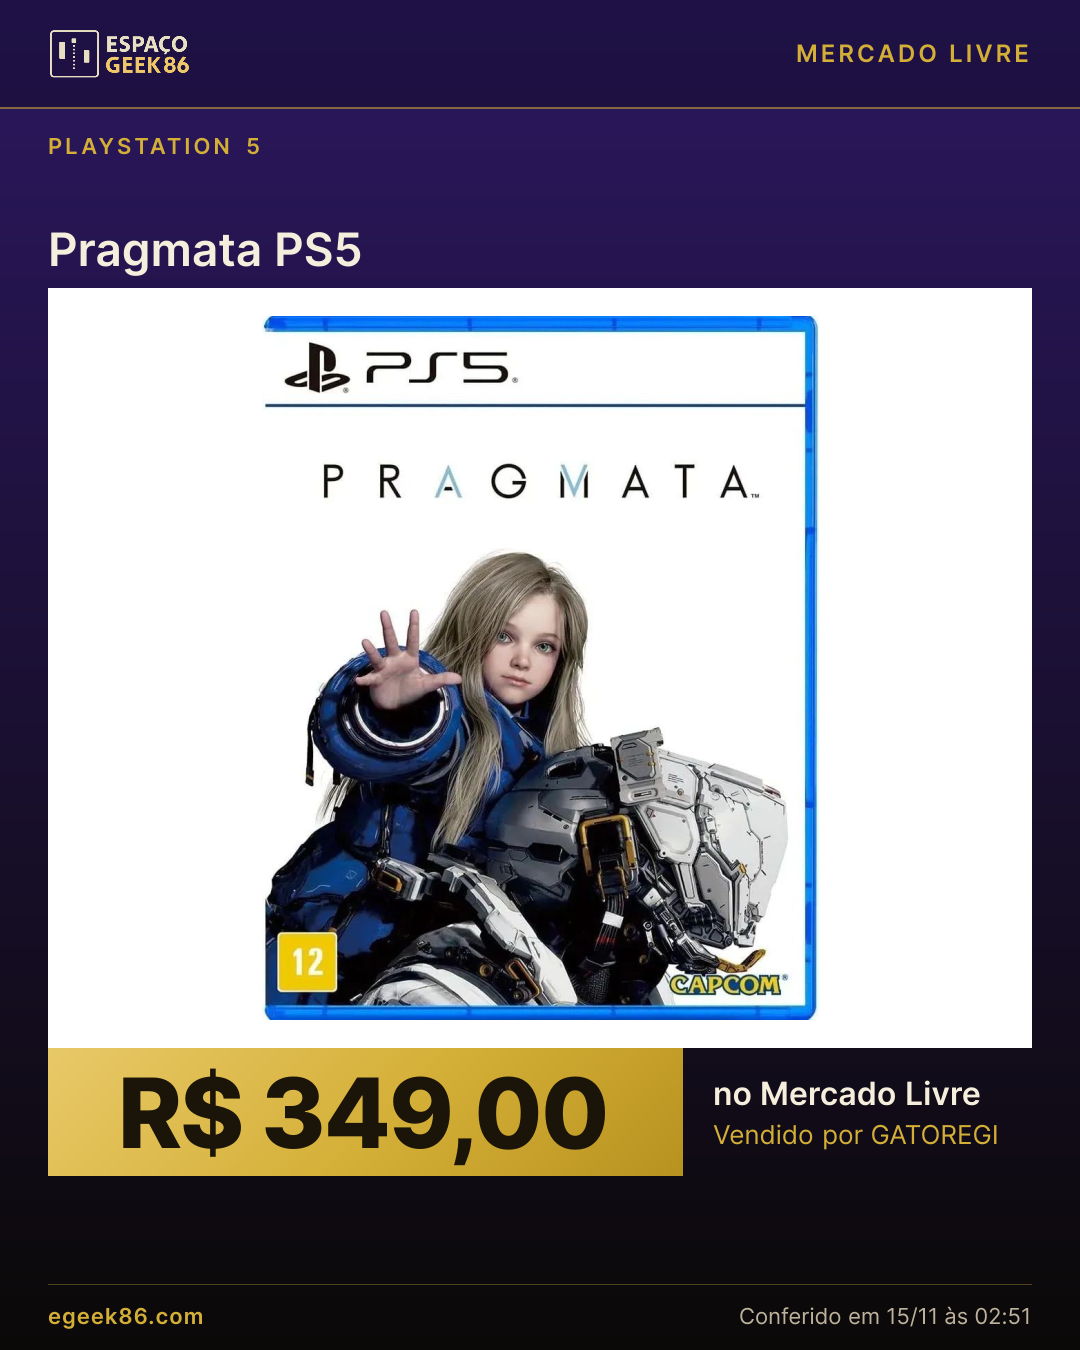 ESPAÇO
GEEK86
MERCADO LIVRE
PLAYSTATION 5
Pragmata PS5
PS5
PRAGMATA™
12
CAPCOM®
R$ 349,00
no Mercado Livre
Vendido por GATOREGI
egeek86.com
Conferido em 15/11 às 02:51